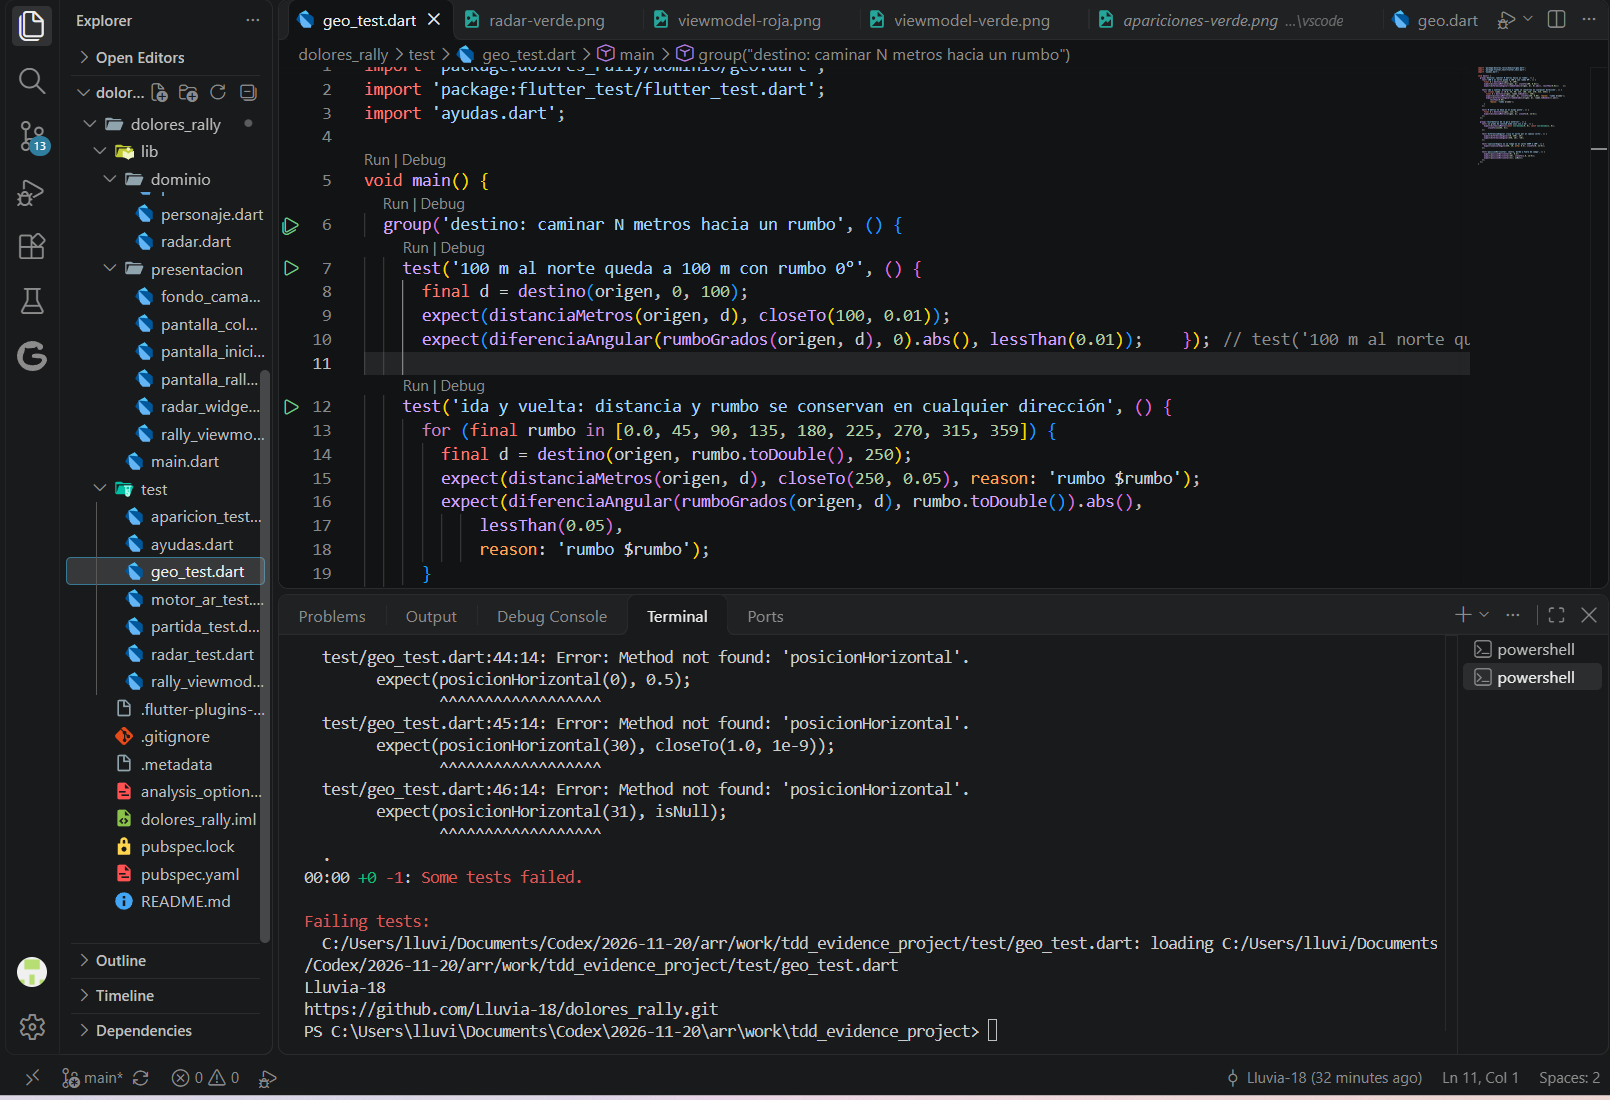 Explorer
Open Editors
dolor...
dolores_rally
lib
dominio
personaje.dart
radar.dart
presentacion
fondo_cama...
pantalla_col...
pantalla_inici...
pantalla_rall...
radar_widge...
rally_viewmo...
main.dart
test
aparicion_test...
ayudas.dart
geo_test.dart
motor_ar_test....
partida_test.d...
radar_test.dart
rally_viewmod...
.flutter-plugins-...
.gitignore
.metadata
analysis_option...
dolores_rally.iml
pubspec.lock
pubspec.yaml
README.md
Outline
Timeline
Dependencies
13
geo_test.dart
radar-verde.png
viewmodel-roja.png
viewmodel-verde.png
apariciones-verde.png ...\vscode
geo.dart
dolores_rally > test > geo_test.dart > main > group("destino: caminar N metros hacia un rumbo")
1 import 'package:dolores_rally/dominio/geo.dart';
2 import 'package:flutter_test/flutter_test.dart';
3 import 'ayudas.dart';
4
Run | Debug
5 void main() {
Run | Debug
6 group('destino: caminar N metros hacia un rumbo', () {
Run | Debug
7 test('100 m al norte queda a 100 m con rumbo 0°', () {
8 final d = destino(origen, 0, 100);
9 expect(distanciaMetros(origen, d), closeTo(100, 0.01));
10 expect(diferenciaAngular(rumboGrados(origen, d), 0).abs(), lessThan(0.01)); }); // test('100 m al norte qu
11
Run | Debug
12 test('ida y vuelta: distancia y rumbo se conservan en cualquier dirección', () {
13 for (final rumbo in [0.0, 45, 90, 135, 180, 225, 270, 315, 359]) {
14 final d = destino(origen, rumbo.toDouble(), 250);
15 expect(distanciaMetros(origen, d), closeTo(250, 0.05), reason: 'rumbo $rumbo');
16 expect(diferenciaAngular(rumboGrados(origen, d), rumbo.toDouble()).abs(),
17 lessThan(0.05),
18 reason: 'rumbo $rumbo');
19 }
Problems
Output
Debug Console
Terminal
Ports
powershell
powershell
test/geo_test.dart:44:14: Error: Method not found: 'posicionHorizontal'.
expect(posicionHorizontal(0), 0.5);
^^^^^^^^^^^^^^^^^^
test/geo_test.dart:45:14: Error: Method not found: 'posicionHorizontal'.
expect(posicionHorizontal(30), closeTo(1.0, 1e-9));
^^^^^^^^^^^^^^^^^^
test/geo_test.dart:46:14: Error: Method not found: 'posicionHorizontal'.
expect(posicionHorizontal(31), isNull);
^^^^^^^^^^^^^^^^^^
.
00:00 +0 -1: Some tests failed.
Failing tests:
C:/Users/lluvi/Documents/Codex/2026-11-20/arr/work/tdd_evidence_project/test/geo_test.dart: loading C:/Users/lluvi/Documents
/Codex/2026-11-20/arr/work/tdd_evidence_project/test/geo_test.dart
Lluvia-18
https://github.com/Lluvia-18/dolores_rally.git
PS C:\Users\lluvi\Documents\Codex\2026-11-20\arr\work\tdd_evidence_project>
main*
0 0
Lluvia-18 (32 minutes ago)
Ln 11, Col 1
Spaces: 2